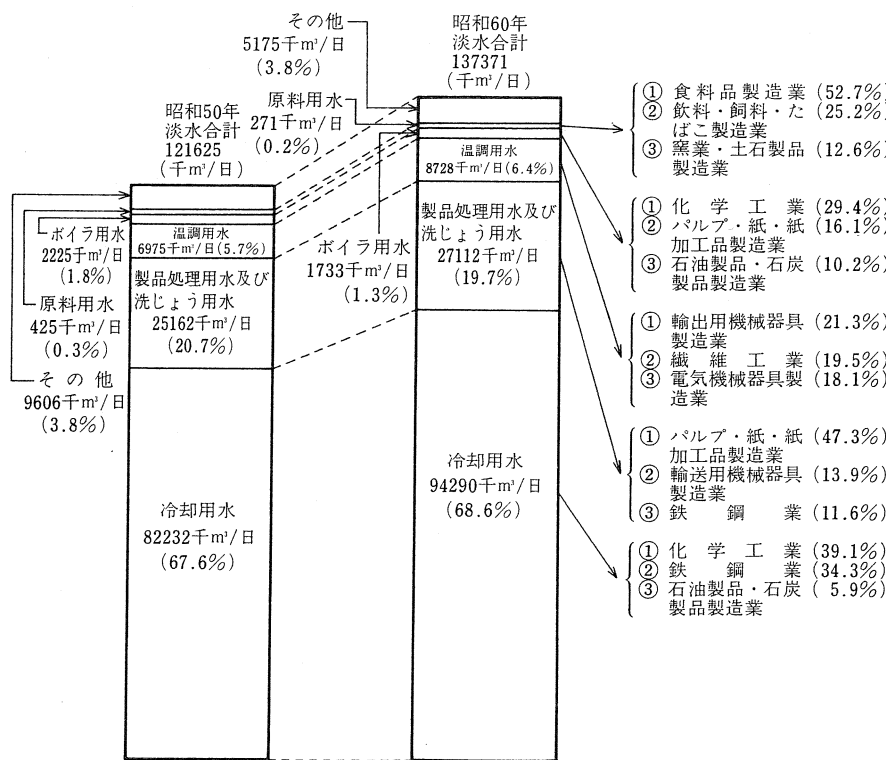 その他
5175千m³/日
(3.8%)
昭和60年
淡水合計
137371
(千m³/日)
原料用水
271千m³/日
(0.2%)
昭和50年
淡水合計
121625
(千m³/日)
温調用水
8728千m³/日(6.4%)
製品処理用水及び
洗じょう用水
27112千m³/日
(19.7%)
ボイラ用水
1733千m³/日
(1.3%)
冷却用水
94290千m³/日
(68.6%)
温調用水
6975千m³/日(5.7%)
製品処理用水及び
洗じょう用水
25162千m³/日
(20.7%)
ボイラ用水
2225千m³/日
(1.8%)
原料用水
425千m³/日
(0.3%)
その他
9606千m³/日
(3.8%)
冷却用水
82232千m³/日
(67.6%)
① 食料品製造業 (52.7%)
② 飲料・飼料・た (25.2%)
ばこ製造業
③ 窯業・土石製品 (12.6%)
製造業
① 化学工業 (29.4%)
② パルプ・紙・紙 (16.1%)
加工品製造業
③ 石油製品・石炭 (10.2%)
製品製造業
① 輸出用機械器具 (21.3%)
製造業
② 繊維工業 (19.5%)
③ 電気機械器具製 (18.1%)
造業
① パルプ・紙・紙 (47.3%)
加工品製造業
② 輸送用機械器具 (13.9%)
製造業
③ 鉄鋼業 (11.6%)
① 化学工業 (39.1%)
② 鉄鋼業 (34.3%)
③ 石油製品・石炭 (5.9%)
製品製造業